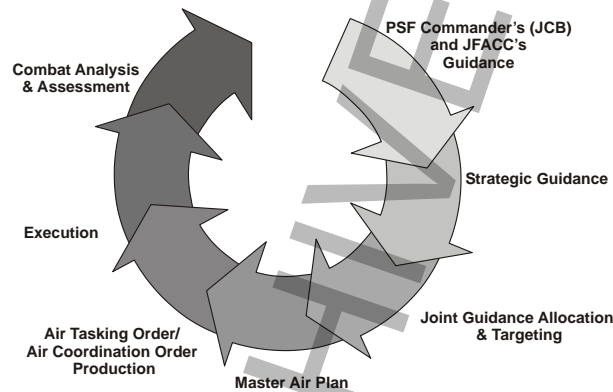 PSF Commander's (JCB)
and JFACC's
Guidance
Strategic Guidance
Joint Guidance Allocation
& Targeting
Master Air Plan
Air Tasking Order/
Air Coordination Order
Production
Execution
Combat Analysis
& Assessment